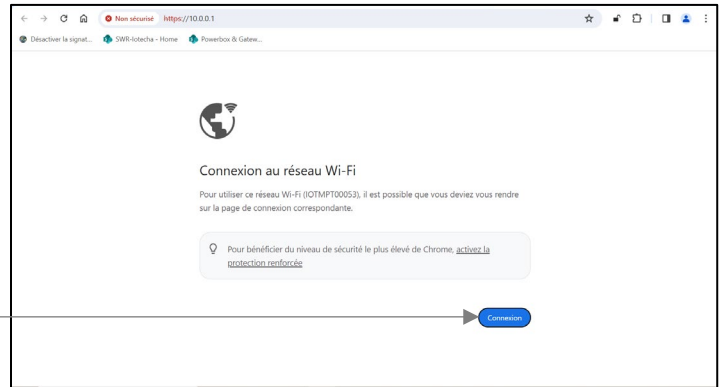 Non sécurisé https://10.0.0.1
Désactiver la signat... SWR-Iotecha - Home Powerbox & Gatew...
Connexion au réseau Wi-Fi
Pour utiliser ce réseau Wi-Fi (IOTMPT00053), il est possible que vous deviez vous rendre
sur la page de connexion correspondante.
Pour bénéficier du niveau de sécurité le plus élevé de Chrome, activez la
protection renforcée
Connexion